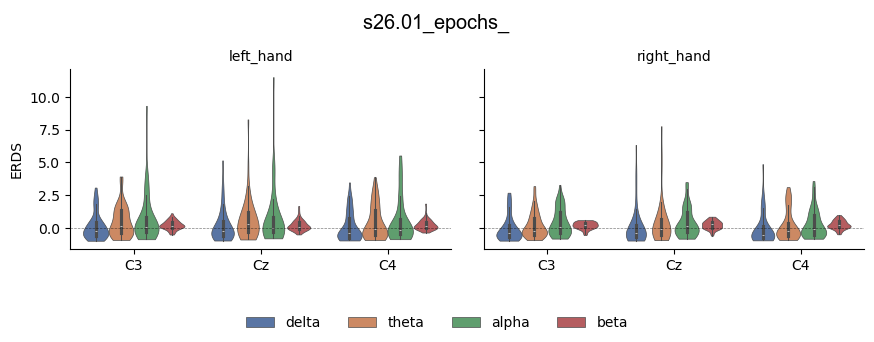 s26.01_epochs_
left_hand
right_hand
ERDS
10.0
7.5
5.0
2.5
0.0
C3
Cz
C4
C3
Cz
C4
delta
theta
alpha
beta